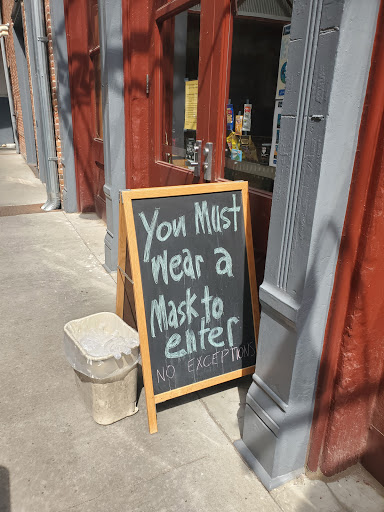 You Must
wear a
Mask to
enter
NO EXCEPTIONS